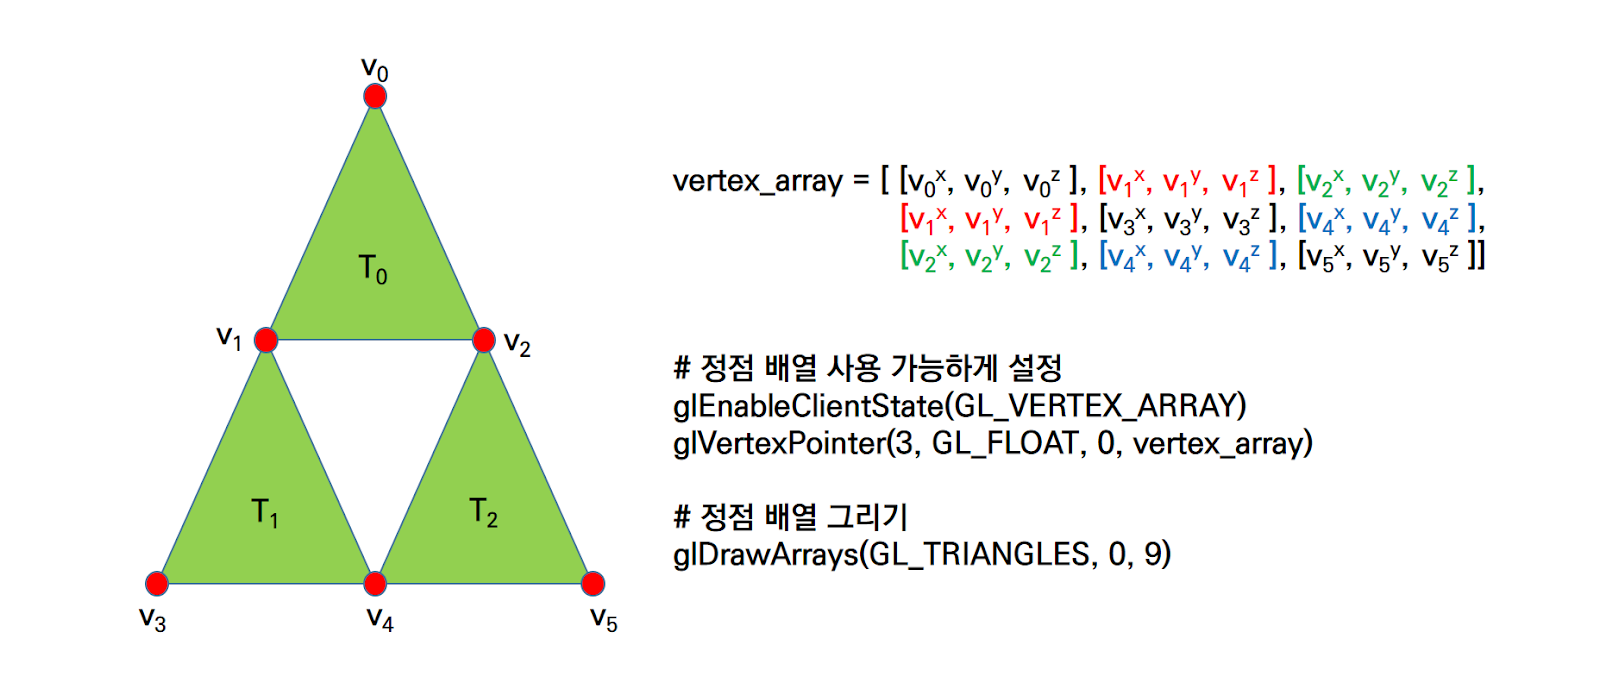 v₀
T₀
v₁
v₂
T₁
T₂
v₃
v₄
v₅
vertex_array = [ [v₀ˣ, v₀ʸ, v₀ᶻ ], [v₁ˣ, v₁ʸ, v₁ᶻ ], [v₂ˣ, v₂ʸ, v₂ᶻ ],
[v₁ˣ, v₁ʸ, v₁ᶻ ], [v₃ˣ, v₃ʸ, v₃ᶻ ], [v₄ˣ, v₄ʸ, v₄ᶻ ],
[v₂ˣ, v₂ʸ, v₂ᶻ ], [v₄ˣ, v₄ʸ, v₄ᶻ ], [v₅ˣ, v₅ʸ, v₅ᶻ ]]
# 정점 배열 사용 가능하게 설정
glEnableClientState(GL_VERTEX_ARRAY)
glVertexPointer(3, GL_FLOAT, 0, vertex_array)
# 정점 배열 그리기
glDrawArrays(GL_TRIANGLES, 0, 9)